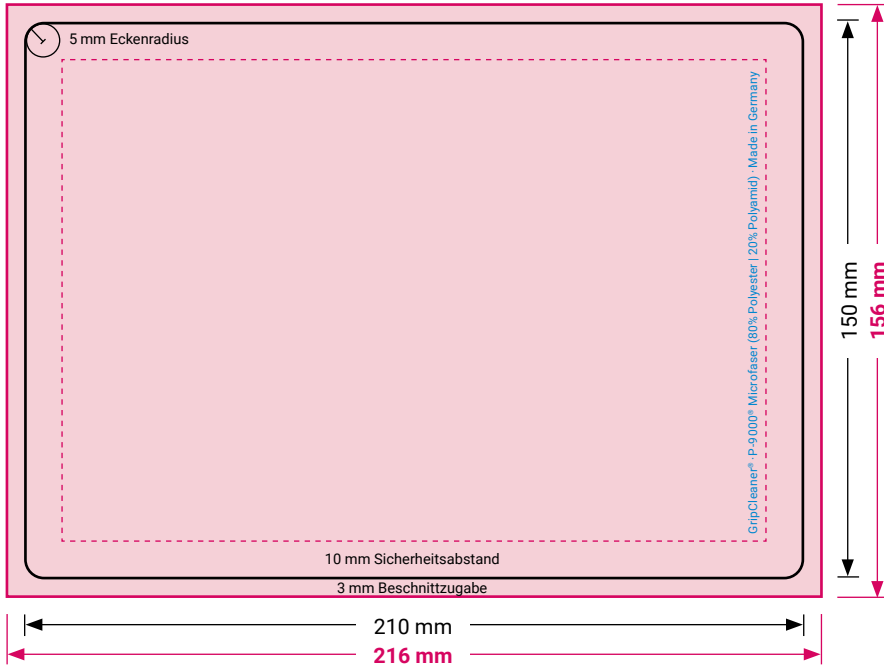 5 mm Eckenradius
GripCleaner® · P-9000® Microfaser (80% Polyester | 20% Polyamid) · Made in Germany
150 mm
156 mm
10 mm Sicherheitsabstand
3 mm Beschnittzugabe
210 mm
216 mm